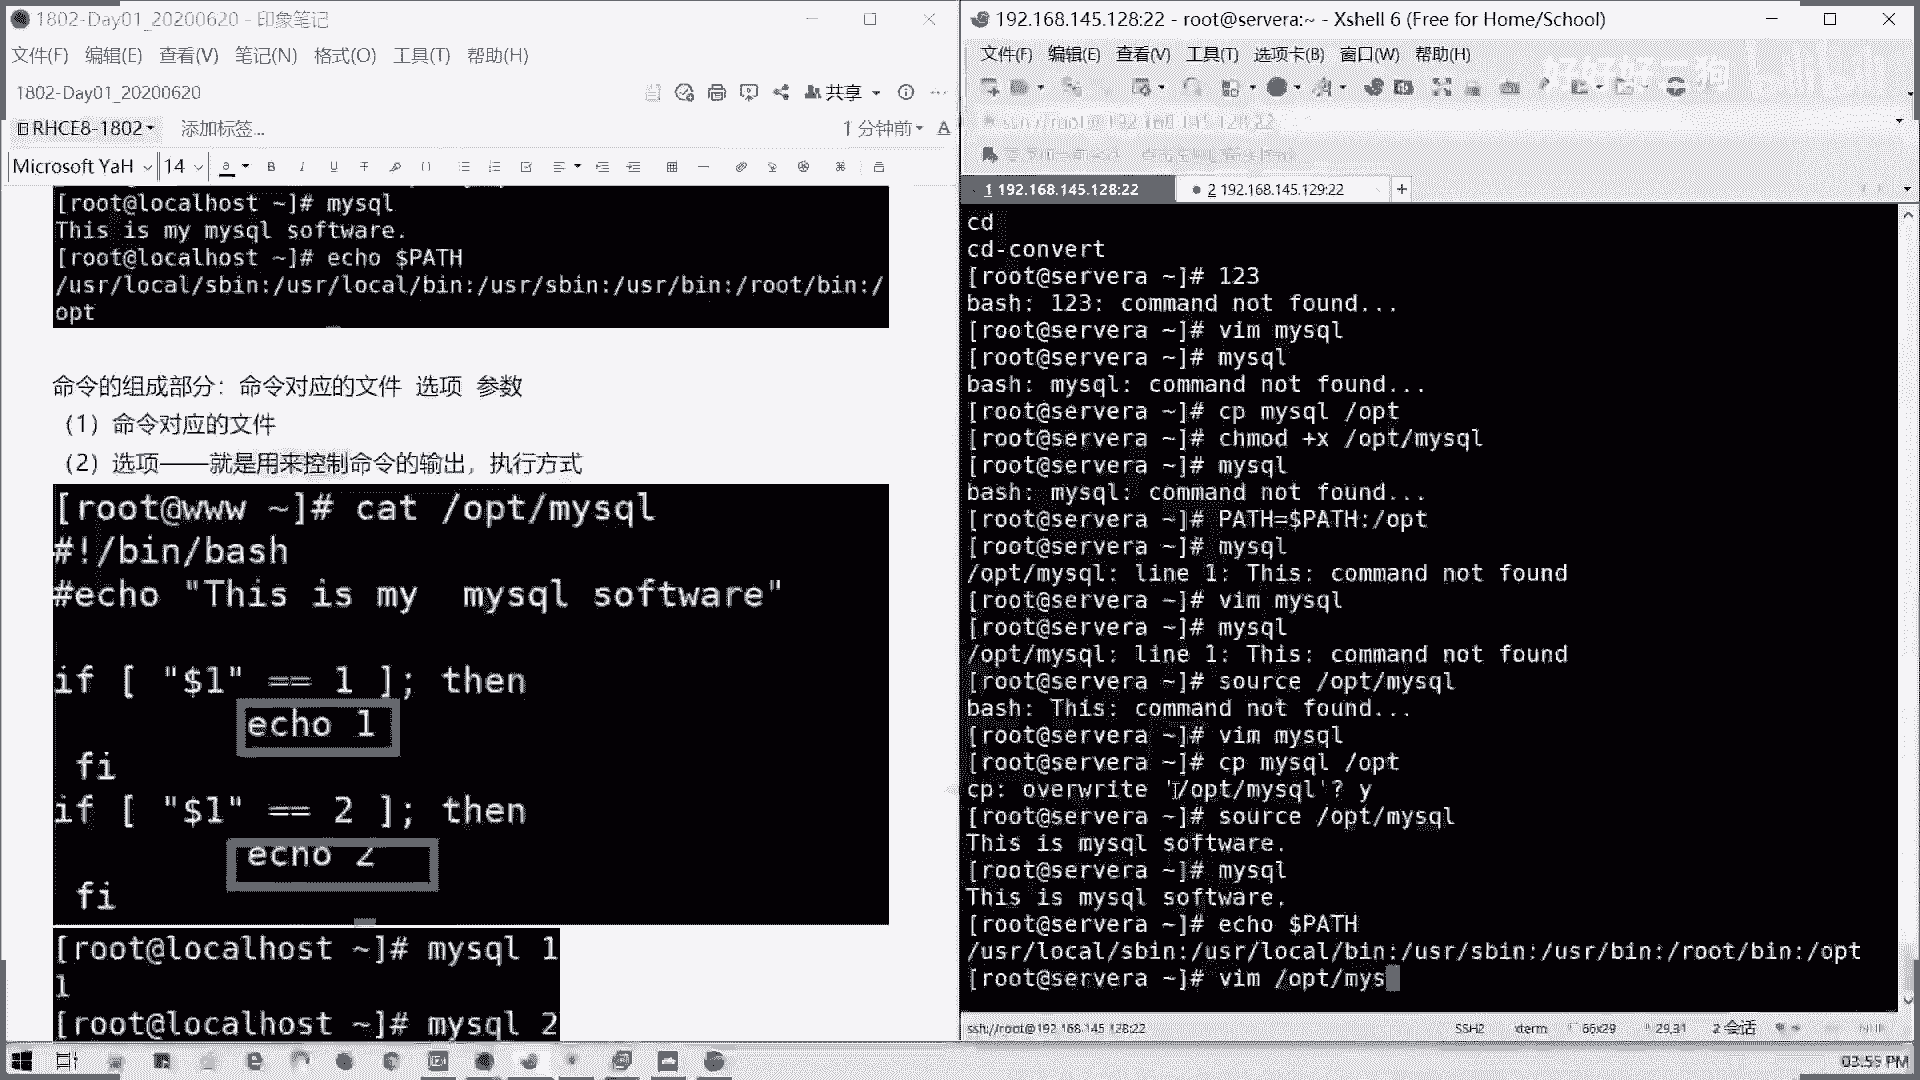 1802-Day01_20200620 - 印象笔记
文件(F) 编辑(E) 查看(V) 笔记(N) 格式(O) 工具(T) 帮助(H)
1802-Day01_20200620
共享
RHCE8-1802 添加标签...
1 分钟前
Microsoft YaH 14
[root@localhost ~]# mysql
This is my mysql software.
[root@localhost ~]# echo $PATH
/usr/local/sbin:/usr/local/bin:/usr/sbin:/usr/bin:/root/bin:/
opt
命令的组成部分：命令对应的文件 选项 参数
（1）命令对应的文件
（2）选项——就是用来控制命令的输出，执行方式
[root@www ~]# cat /opt/mysql
#!/bin/bash
#echo "This is my  mysql software"
if [ "$1" == 1 ]; then
echo 1
fi
if [ "$1" == 2 ]; then
echo 2
fi
[root@localhost ~]# mysql 1
1
[root@localhost ~]# mysql 2
192.168.145.128:22 - root@servera:~ - Xshell 6 (Free for Home/School)
文件(F) 编辑(E) 查看(V) 工具(T) 选项卡(B) 窗口(W) 帮助(H)
ssh://root@192.168.145.128:22
1 192.168.145.128:22
2 192.168.145.129:22
cd
cd-convert
[root@servera ~]# 123
bash: 123: command not found...
[root@servera ~]# vim mysql
[root@servera ~]# mysql
bash: mysql: command not found...
[root@servera ~]# cp mysql /opt
[root@servera ~]# chmod +x /opt/mysql
[root@servera ~]# mysql
bash: mysql: command not found...
[root@servera ~]# PATH=$PATH:/opt
[root@servera ~]# mysql
/opt/mysql: line 1: This: command not found
[root@servera ~]# vim mysql
[root@servera ~]# mysql
/opt/mysql: line 1: This: command not found
[root@servera ~]# source /opt/mysql
bash: This: command not found...
[root@servera ~]# vim mysql
[root@servera ~]# cp mysql /opt
cp: overwrite '/opt/mysql'? y
[root@servera ~]# source /opt/mysql
This is mysql software.
[root@servera ~]# mysql
This is mysql software.
[root@servera ~]# echo $PATH
/usr/local/sbin:/usr/local/bin:/usr/sbin:/usr/bin:/root/bin:/opt
[root@servera ~]# vim /opt/mys
ssh://root@192.168.145.128:22
SSH2 xterm 66x29 29,31 2 会话
03:55 PM